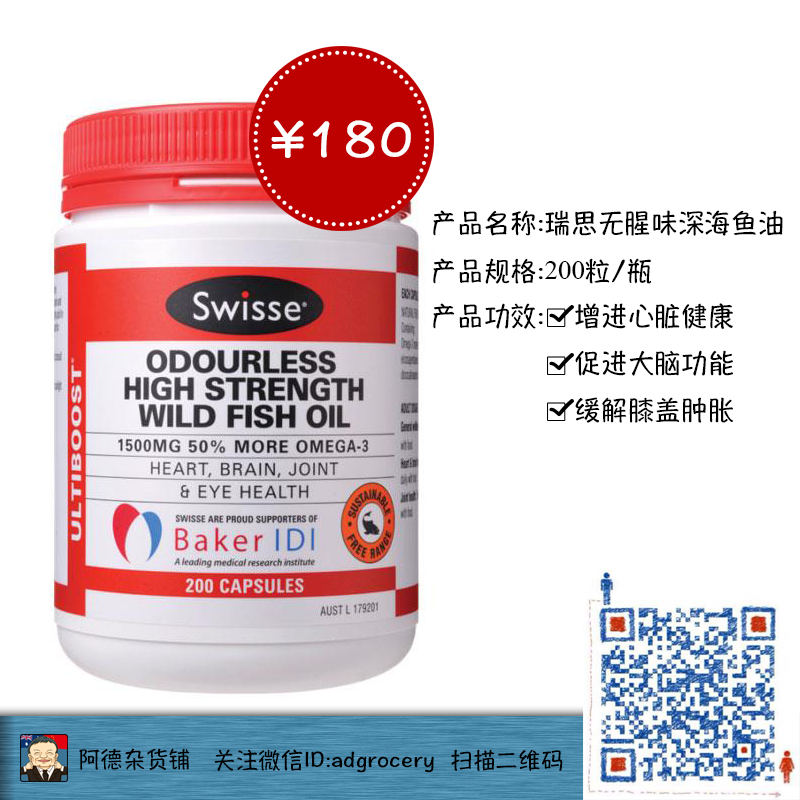 ¥180
产品名称:瑞思无腥味深海鱼油
产品规格:200粒/瓶
产品功效:☑增进心脏健康
☑促进大脑功能
☑缓解膝盖肿胀
Swisse®
ULTIBOOST®
ODOURLESS
HIGH STRENGTH
WILD FISH OIL
1500MG 50% MORE OMEGA-3
HEART, BRAIN, JOINT
& EYE HEALTH
SWISSE ARE PROUD SUPPORTERS OF
Baker IDI
A leading medical research institute
SUSTAINABLE
FREE RANGE
200 CAPSULES
AUST L 179201
阿德杂货铺 关注微信ID:adgrocery 扫描二维码